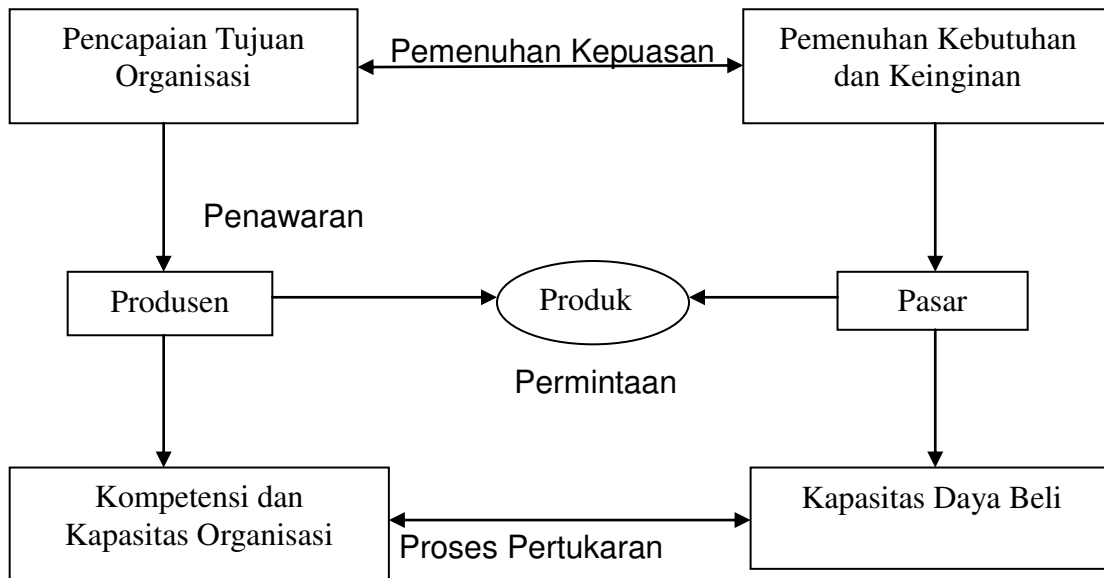 Pencapaian Tujuan
Organisasi
Pemenuhan Kepuasan
Pemenuhan Kebutuhan
dan Keinginan
Penawaran
Produsen
Produk
Pasar
Permintaan
Kompetensi dan
Kapasitas Organisasi
Proses Pertukaran
Kapasitas Daya Beli